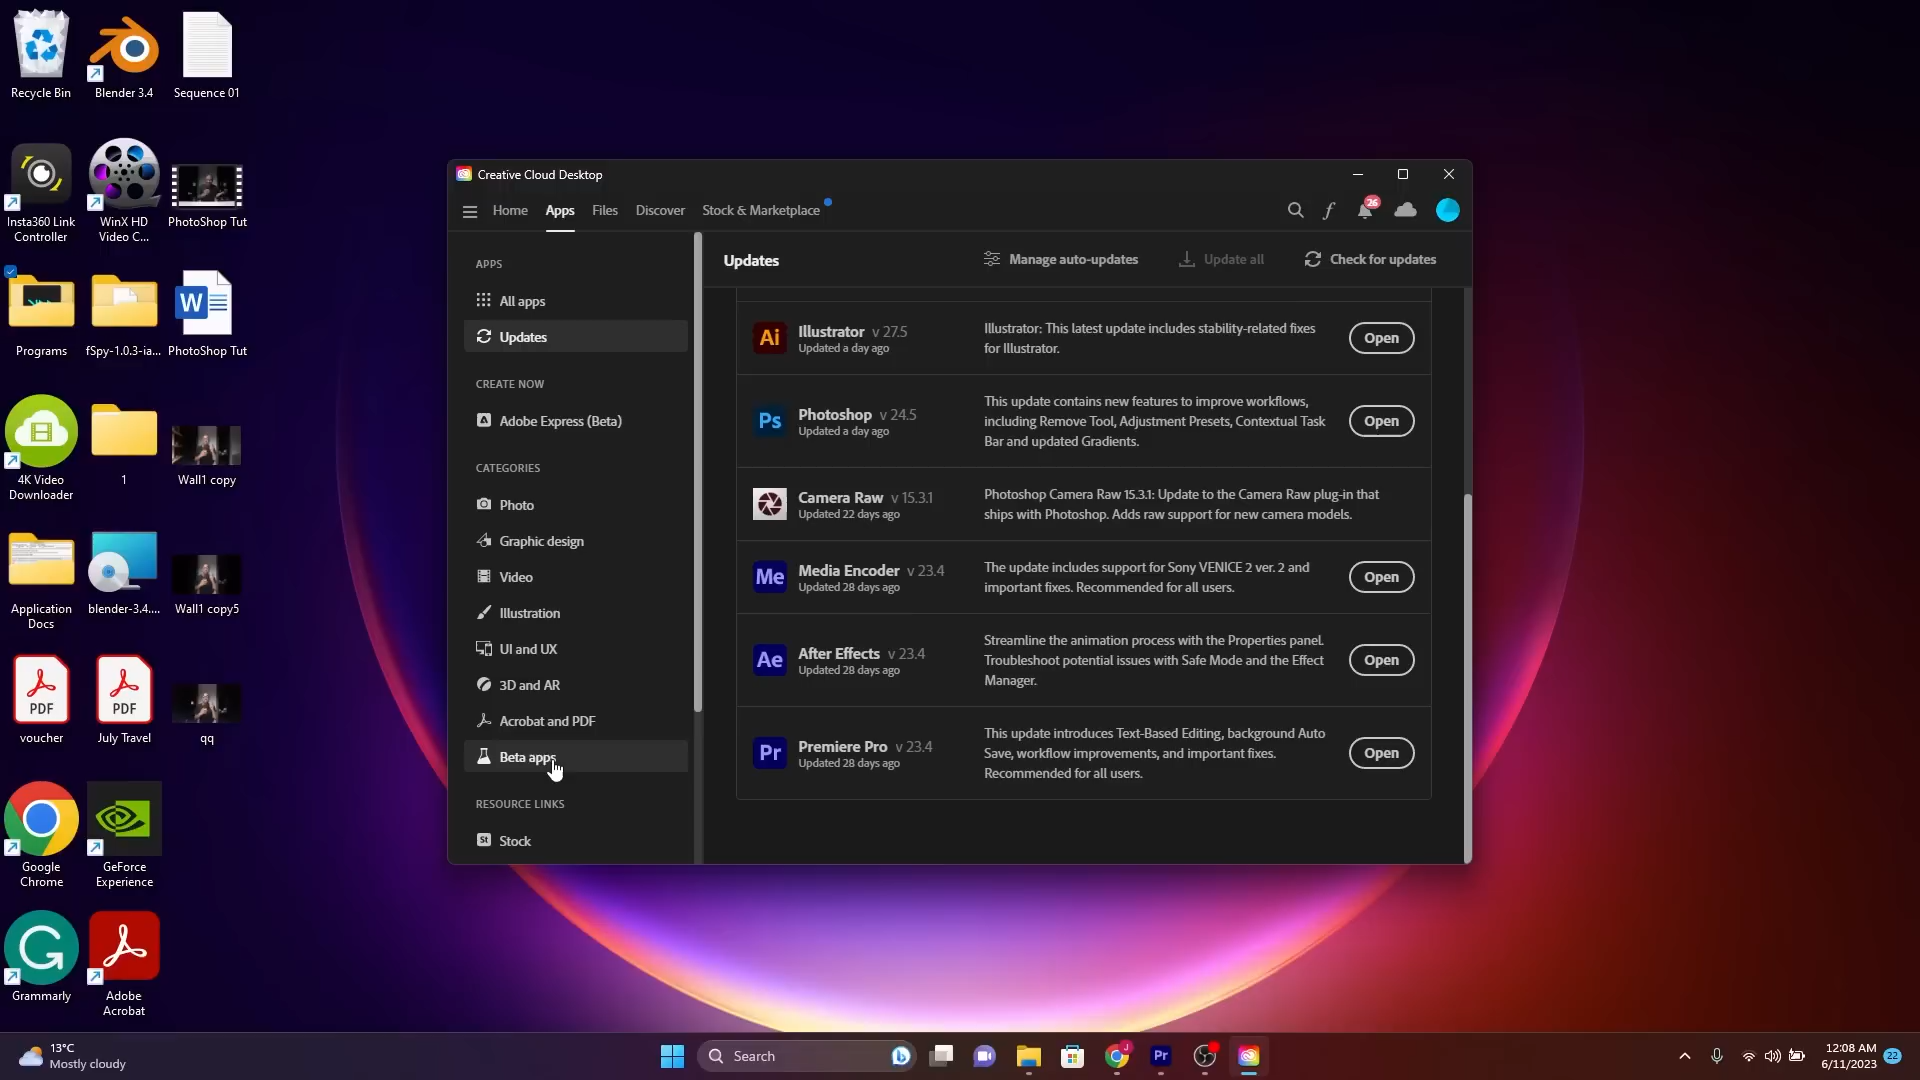 Recycle Bin
Blender 3.4
Sequence 01
Insta360 Link
Controller
WinX HD
Video C...
PhotoShop Tut
Programs
fSpy-1.0.3-ia...
W
PhotoShop Tut
4K Video
Downloader
1
Wall1 copy
Application
Docs
blender-3.4....
Wall1 copy5
PDF
voucher
PDF
July Travel
qq
Google
Chrome
GeForce
Experience
Grammarly
Adobe
Acrobat
Creative Cloud Desktop
Home
Apps
Files
Discover
Stock & Marketplace
26
APPS
All apps
Updates
CREATE NOW
Adobe Express (Beta)
CATEGORIES
Photo
Graphic design
Video
Illustration
UI and UX
3D and AR
Acrobat and PDF
Beta apps
RESOURCE LINKS
St Stock
Updates
Manage auto-updates
Update all
Check for updates
Ai
Illustrator v 27.5
Updated a day ago
Illustrator: This latest update includes stability-related fixes
for Illustrator.
Open
Ps
Photoshop v 24.5
Updated a day ago
This update contains new features to improve workflows,
including Remove Tool, Adjustment Presets, Contextual Task
Bar and updated Gradients.
Open
Camera Raw v 15.3.1
Updated 22 days ago
Photoshop Camera Raw 15.3.1: Update to the Camera Raw plug-in that
ships with Photoshop. Adds raw support for new camera models.
Me
Media Encoder v 23.4
Updated 28 days ago
The update includes support for Sony VENICE 2 ver. 2 and
important fixes. Recommended for all users.
Open
Ae
After Effects v 23.4
Updated 28 days ago
Streamline the animation process with the Properties panel.
Troubleshoot potential issues with Safe Mode and the Effect
Manager.
Open
Pr
Premiere Pro v 23.4
Updated 28 days ago
This update introduces Text-Based Editing, background Auto
Save, workflow improvements, and important fixes.
Recommended for all users.
Open
13°C
Mostly cloudy
Search
J
Pr
12:08 AM
6/11/2023
22